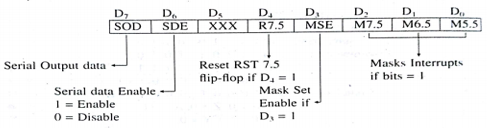 D₇ D₆ D₅ D₄ D₃ D₂ D₁ D₀
SOD SDE XXX R7.5 MSE M7.5 M6.5 M5.5
Serial Output data
Reset RST 7.5
flip-flop if D₄ = 1
Masks Interrupts
if bits = 1
Serial data Enable
1 = Enable
0 = Disable
Mask Set
Enable if
D₃ = 1